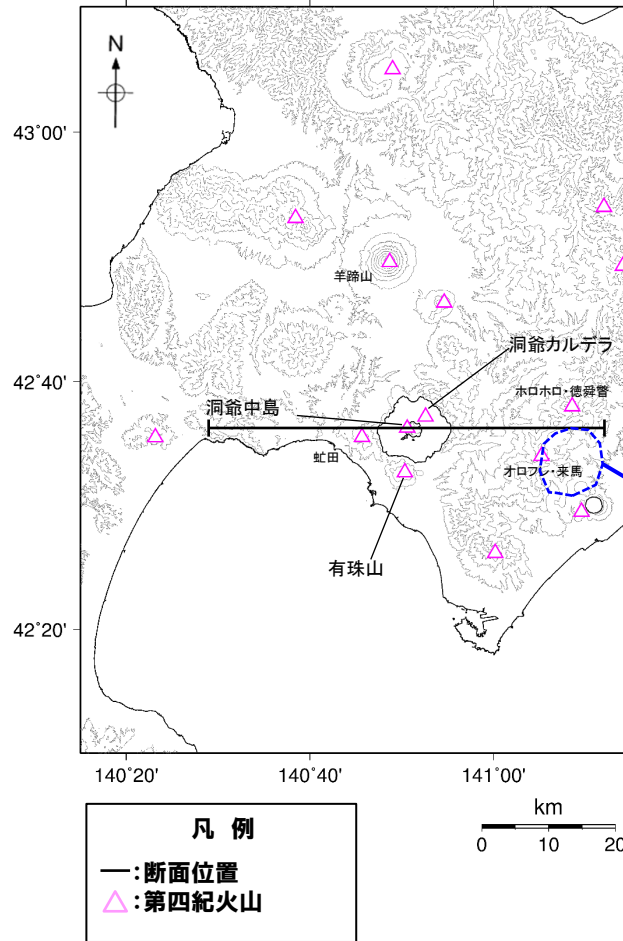 N
43°00'
羊蹄山
洞爺カルデラ
42°40'
ホロホロ・徳舜瞥
洞爺中島
虻田
オロフレ・来馬
有珠山
42°20'
140°20'
140°40'
141°00'
凡 例
：断面位置
：第四紀火山
km
0 10 20